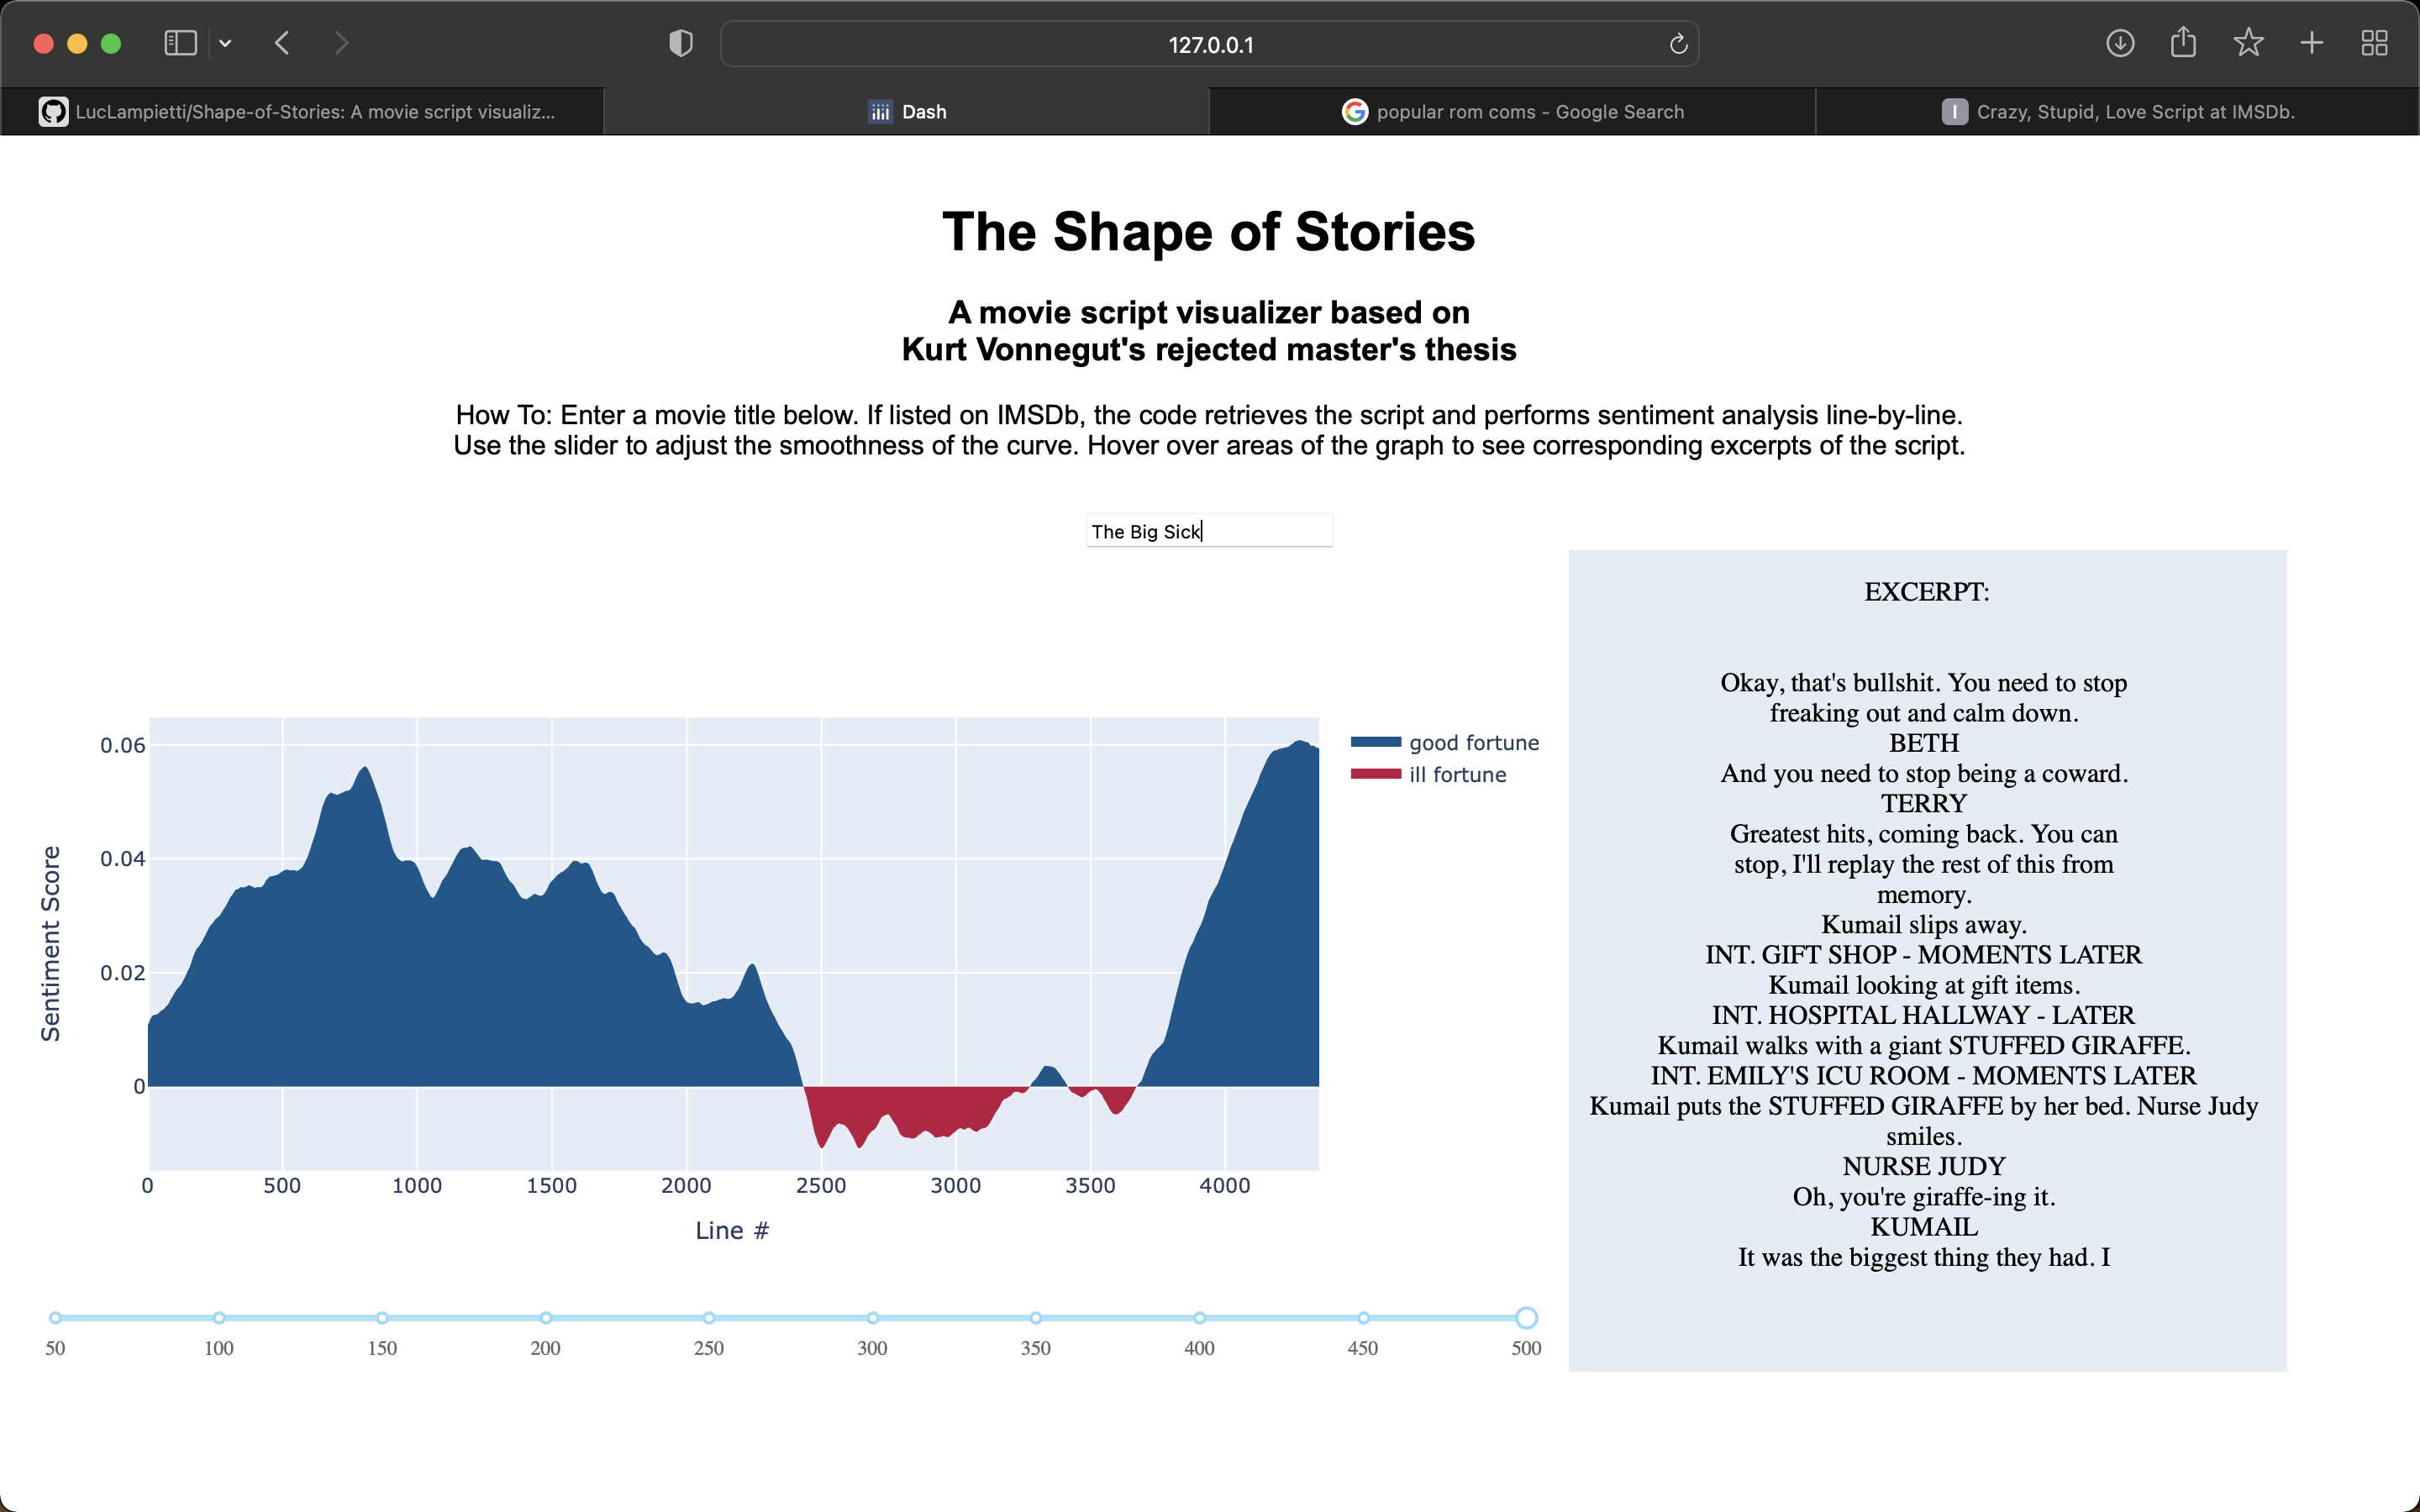 127.0.0.1
LucLampietti/Shape-of-Stories: A movie script visualiz...
Dash
popular rom coms - Google Search
I
Crazy, Stupid, Love Script at IMSDb.
The Shape of Stories
A movie script visualizer based on
Kurt Vonnegut's rejected master's thesis
How To: Enter a movie title below. If listed on IMSDb, the code retrieves the script and performs sentiment analysis line-by-line.
Use the slider to adjust the smoothness of the curve. Hover over areas of the graph to see corresponding excerpts of the script.
The Big Sick
0.06
0.04
0.02
0
Sentiment Score
0 500 1000 1500 2000 2500 3000 3500 4000
Line #
good fortune
ill fortune
50 100 150 200 250 300 350 400 450 500
EXCERPT:
Okay, that's bullshit. You need to stop
freaking out and calm down.
BETH
And you need to stop being a coward.
TERRY
Greatest hits, coming back. You can
stop, I'll replay the rest of this from
memory.
Kumail slips away.
INT. GIFT SHOP - MOMENTS LATER
Kumail looking at gift items.
INT. HOSPITAL HALLWAY - LATER
Kumail walks with a giant STUFFED GIRAFFE.
INT. EMILY'S ICU ROOM - MOMENTS LATER
Kumail puts the STUFFED GIRAFFE by her bed. Nurse Judy
smiles.
NURSE JUDY
Oh, you're giraffe-ing it.
KUMAIL
It was the biggest thing they had. I